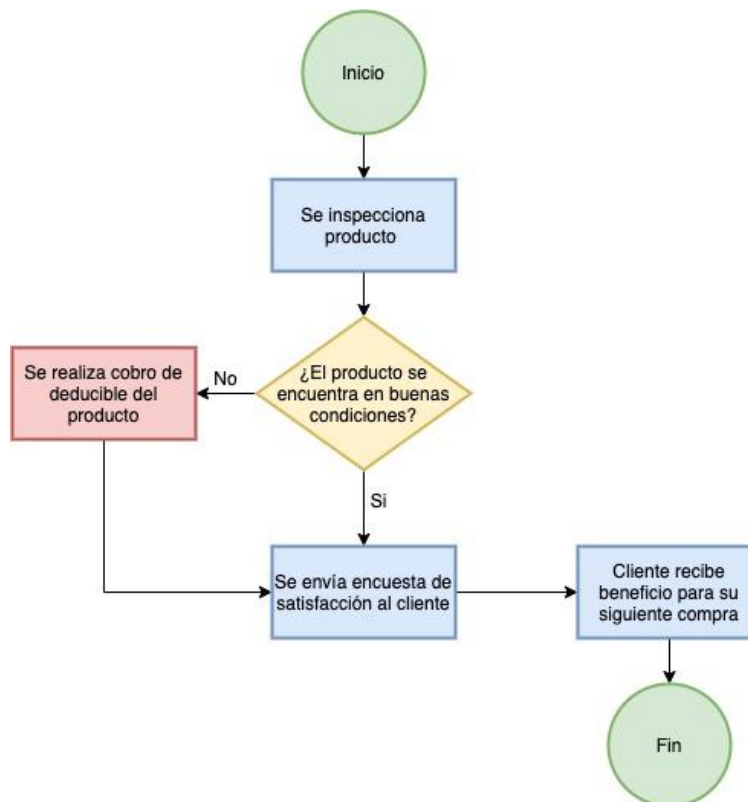 Inicio
Se inspecciona
producto
¿El producto se
encuentra en buenas
condiciones?
No
Se realiza cobro de
deducible del
producto
Si
Se envía encuesta de
satisfacción al cliente
Cliente recibe
beneficio para su
siguiente compra
Fin